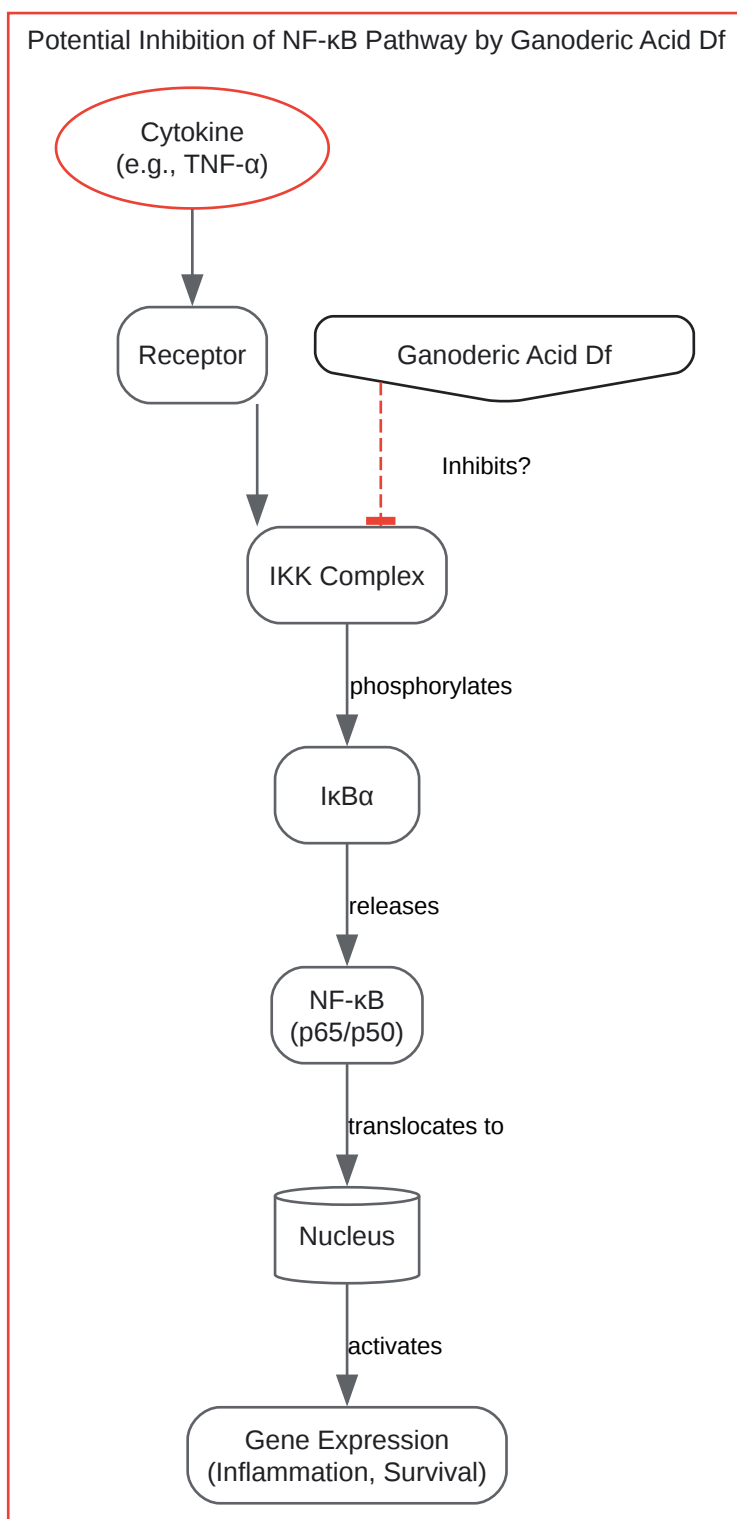 Potential Inhibition of NF-κB Pathway by Ganoderic Acid Df
Cytokine
(e.g., TNF-α)
Receptor
Ganoderic Acid Df
Inhibits?
IKK Complex
phosphorylates
IκBα
releases
NF-κB
(p65/p50)
translocates to
Nucleus
activates
Gene Expression
(Inflammation, Survival)